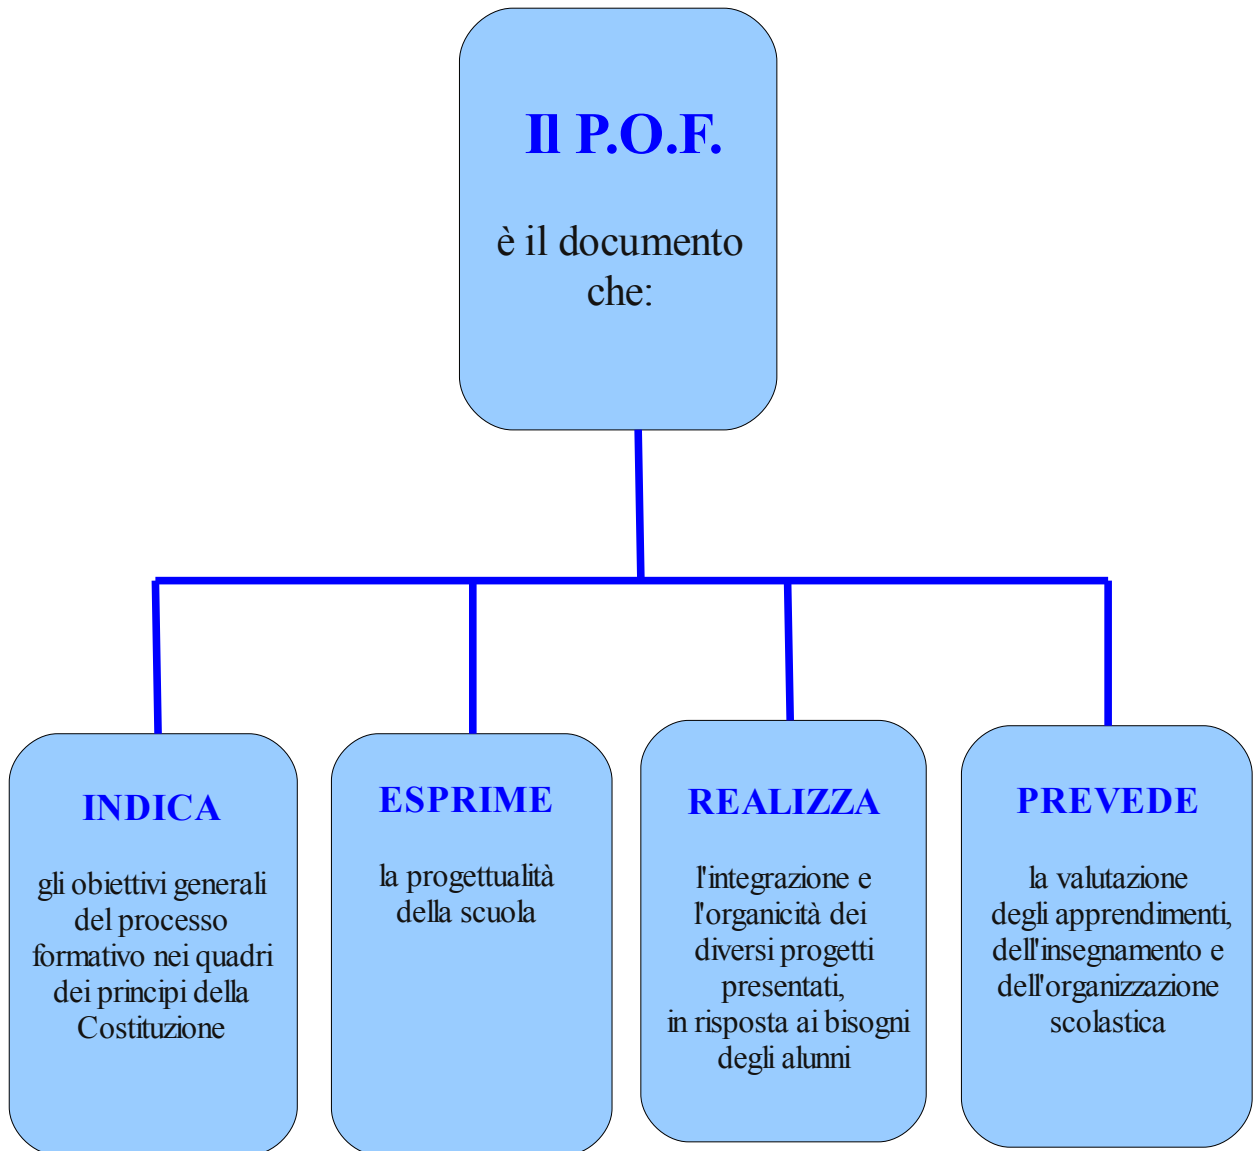 Il P.O.F.
è il documento
che:
INDICA
gli obiettivi generali
del processo
formativo nei quadri
dei principi della
Costituzione
ESPRIME
la progettualità
della scuola
REALIZZA
l'integrazione e
l'organicità dei
diversi progetti
presentati,
in risposta ai bisogni
degli alunni
PREVEDE
la valutazione
degli apprendimenti,
dell'insegnamento e
dell'organizzazione
scolastica